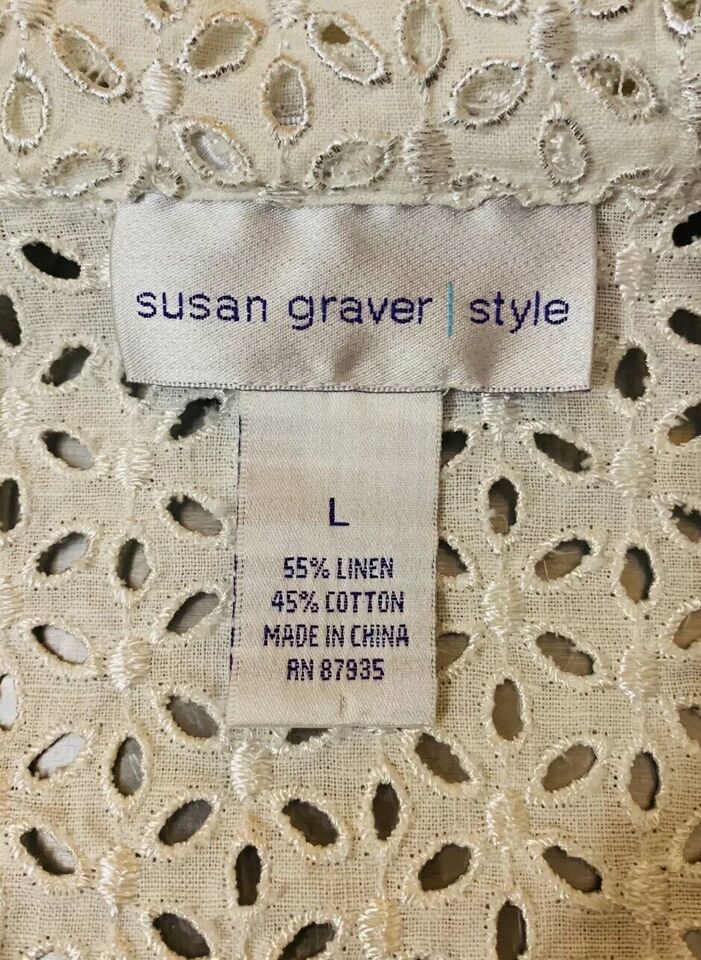 susan graver | style
L
55% LINEN
45% COTTON
MADE IN CHINA
RN 87935